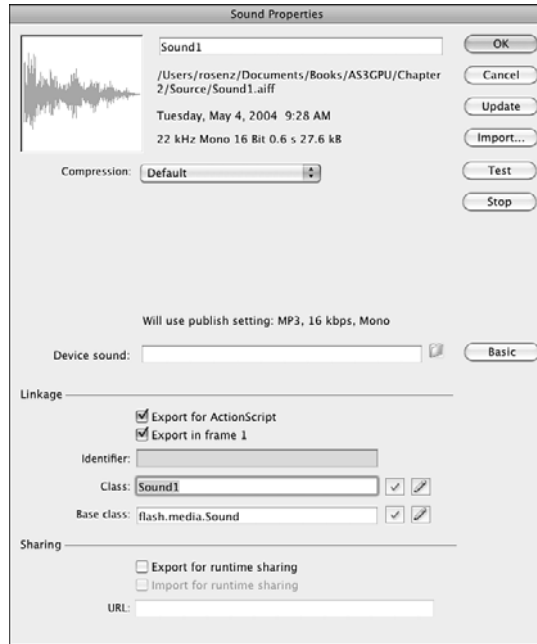 Sound Properties
Sound1
OK
/Users/rosenz/Documents/Books/AS3GPU/Chapter
2/Source/Sound1.aiff
Cancel
Tuesday, May 4, 2004  9:28 AM
Update
22 kHz Mono 16 Bit 0.6 s 27.6 kB
Import...
Compression: Default
Test
Stop
Will use publish setting: MP3, 16 kbps, Mono
Device sound:
Basic
Linkage
Export for ActionScript
Export in frame 1
Identifier:
Class: Sound1
Base class: flash.media.Sound
Sharing
Export for runtime sharing
Import for runtime sharing
URL: